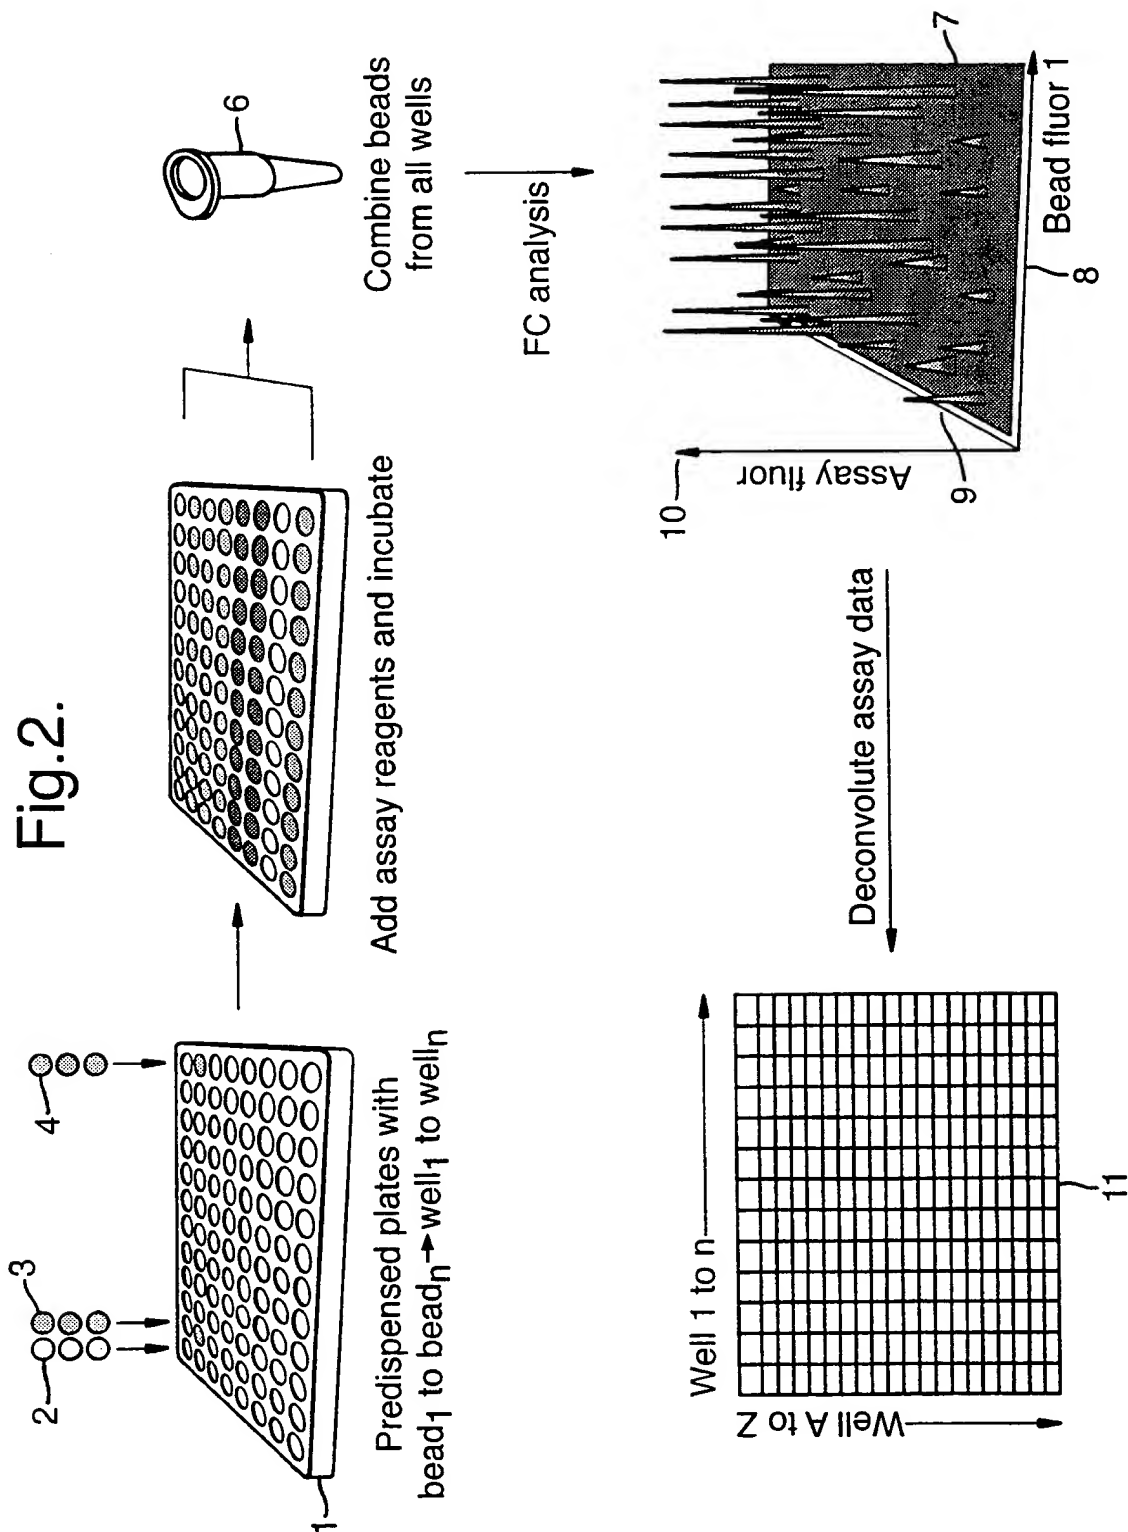 Fig.2.
2
3
4
1
Predispensed plates with
bead1 to beadn→well1 to welln
Add assay reagents and incubate
6
Combine beads
from all wells
FC analysis
10
Assay fluor
9
8
Bead fluor 1
7
Deconvolute assay data
Well 1 to n
Well A to Z
11